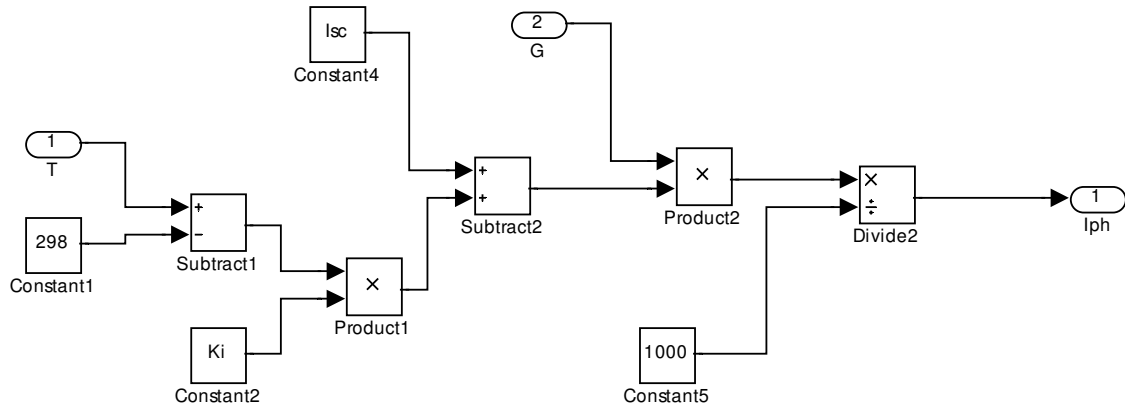 Isc
Constant4
2
G
1
T
+
−
Subtract1
298
Constant1
+
+
Subtract2
×
Product2
×
÷
Divide2
1
Iph
×
Product1
Ki
Constant2
1000
Constant5